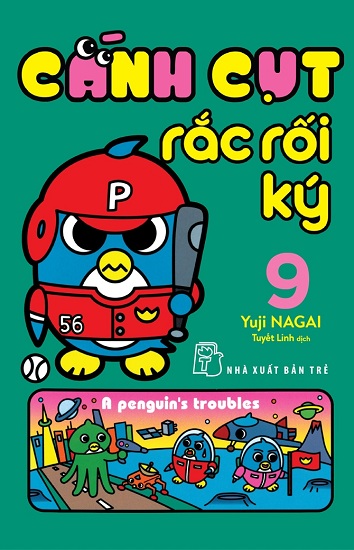 CÁNH CỤT
rắc rối
ký
P
56
9
Yuji NAGAI
Tuyết Linh dịch
T
NHÀ XUẤT BẢN TRẺ
A penguin's troubles